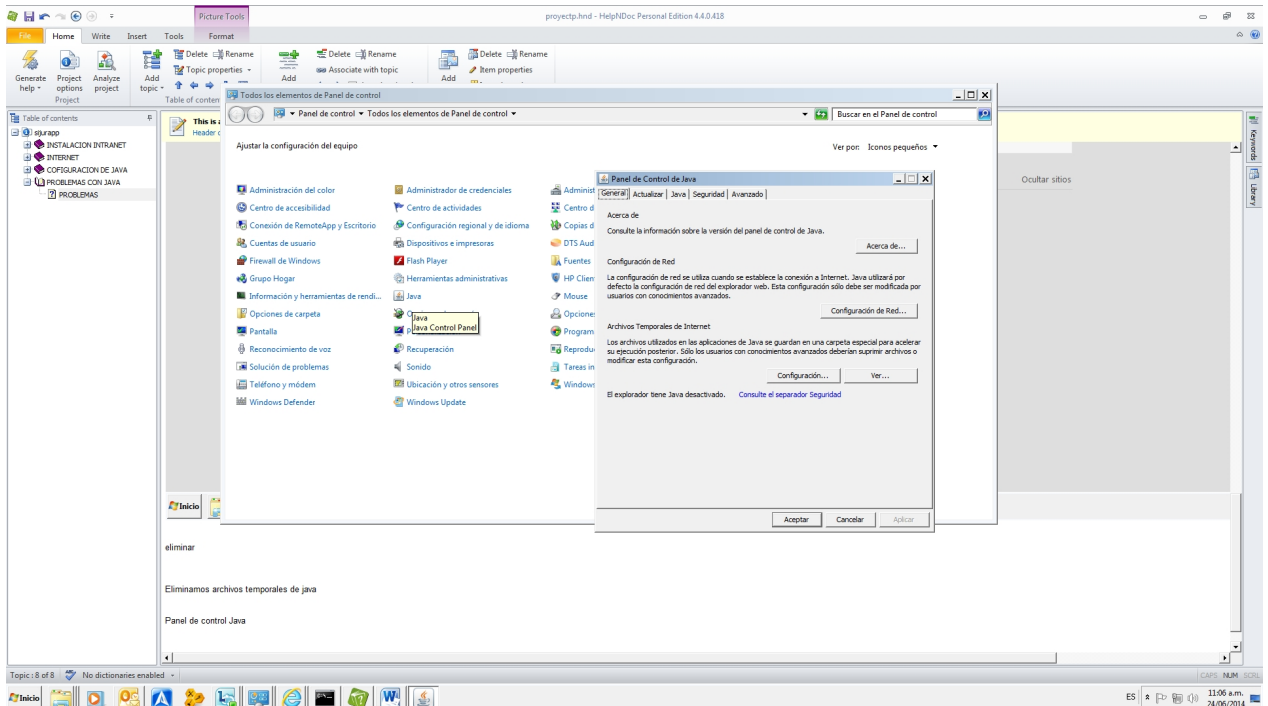 Picture Tools
proyectp.hnd - HelpNDoc Personal Edition 4.4.0.418
File Home Write Insert Tools Format
Generate help
Project options
Analyze project
Project
Add topic
Delete Rename
Topic properties
Table of conten
Add
Delete Rename
Associate with topic
Add
Delete Rename
Item properties
Table of contents
sijurapp
INSTALACION INTRANET
INTERNET
COFIGURACION DE JAVA
PROBLEMAS CON JAVA
PROBLEMAS
This is a
Header c
Todos los elementos de Panel de control
Panel de control Todos los elementos de Panel de control
Buscar en el Panel de control
Ajustar la configuración del equipo
Ver por: Iconos pequeños
Administración del color
Centro de accesibilidad
Conexión de RemoteApp y Escritorio
Cuentas de usuario
Firewall de Windows
Grupo Hogar
Información y herramientas de rendi...
Opciones de carpeta
Pantalla
Reconocimiento de voz
Solución de problemas
Teléfono y módem
Windows Defender
Administrador de credenciales
Centro de actividades
Configuración regional y de idioma
Dispositivos e impresoras
Flash Player
Herramientas administrativas
Java
Java
Java Control Panel
Recuperación
Sonido
Ubicación y otros sensores
Windows Update
Administ
Centro d
Copias d
DTS Aud
Fuentes
HP Clien
Mouse
Opcione
Program
Reprodu
Tareas in
Windows
Panel de Control de Java
General Actualizar Java Seguridad Avanzado
Acerca de
Consulte la información sobre la versión del panel de control de Java.
Acerca de...
Configuración de Red
La configuración de red se utiliza cuando se establece la conexión a Internet. Java utilizará por
defecto la configuración de red del explorador web. Esta configuración sólo debe ser modificada por
usuarios con conocimientos avanzados.
Configuración de Red...
Archivos Temporales de Internet
Los archivos utilizados en las aplicaciones de Java se guardan en una carpeta especial para acelerar
su ejecución posterior. Sólo los usuarios con conocimientos avanzados deberían suprimir archivos o
modificar esta configuración.
Configuración... Ver...
El explorador tiene Java desactivado. Consulte el separador Seguridad
Aceptar Cancelar Aplicar
Ocultar sitios
Keywords
Library
Inicio
eliminar
Eliminamos archivos temporales de java
Panel de control Java
Topic : 8 of 8 No dictionaries enabled CAPS NUM SCRL
Inicio
ES 11:06 a.m.
24/06/2014